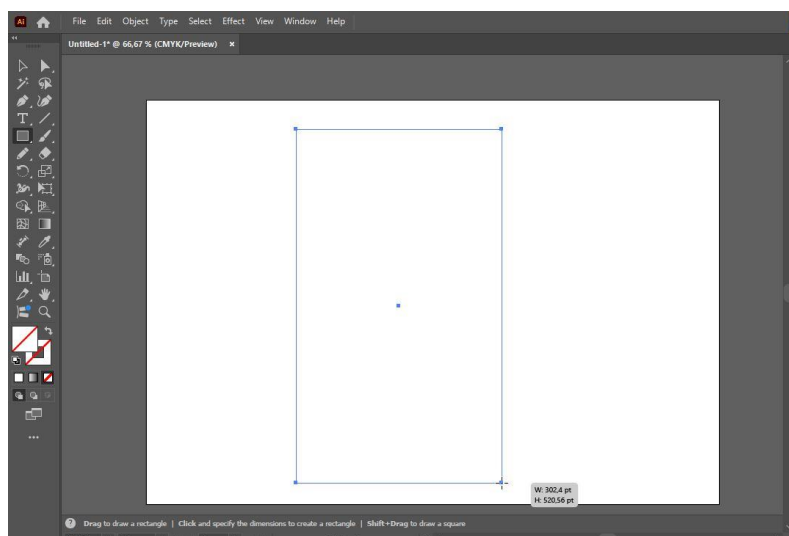 Ai File Edit Object Type Select Effect View Window Help
Untitled-1* @ 66,67 % (CMYK/Preview) ×
W: 302,4 pt
H: 520,56 pt
? Drag to draw a rectangle | Click and specify the dimensions to create a rectangle | Shift+Drag to draw a square